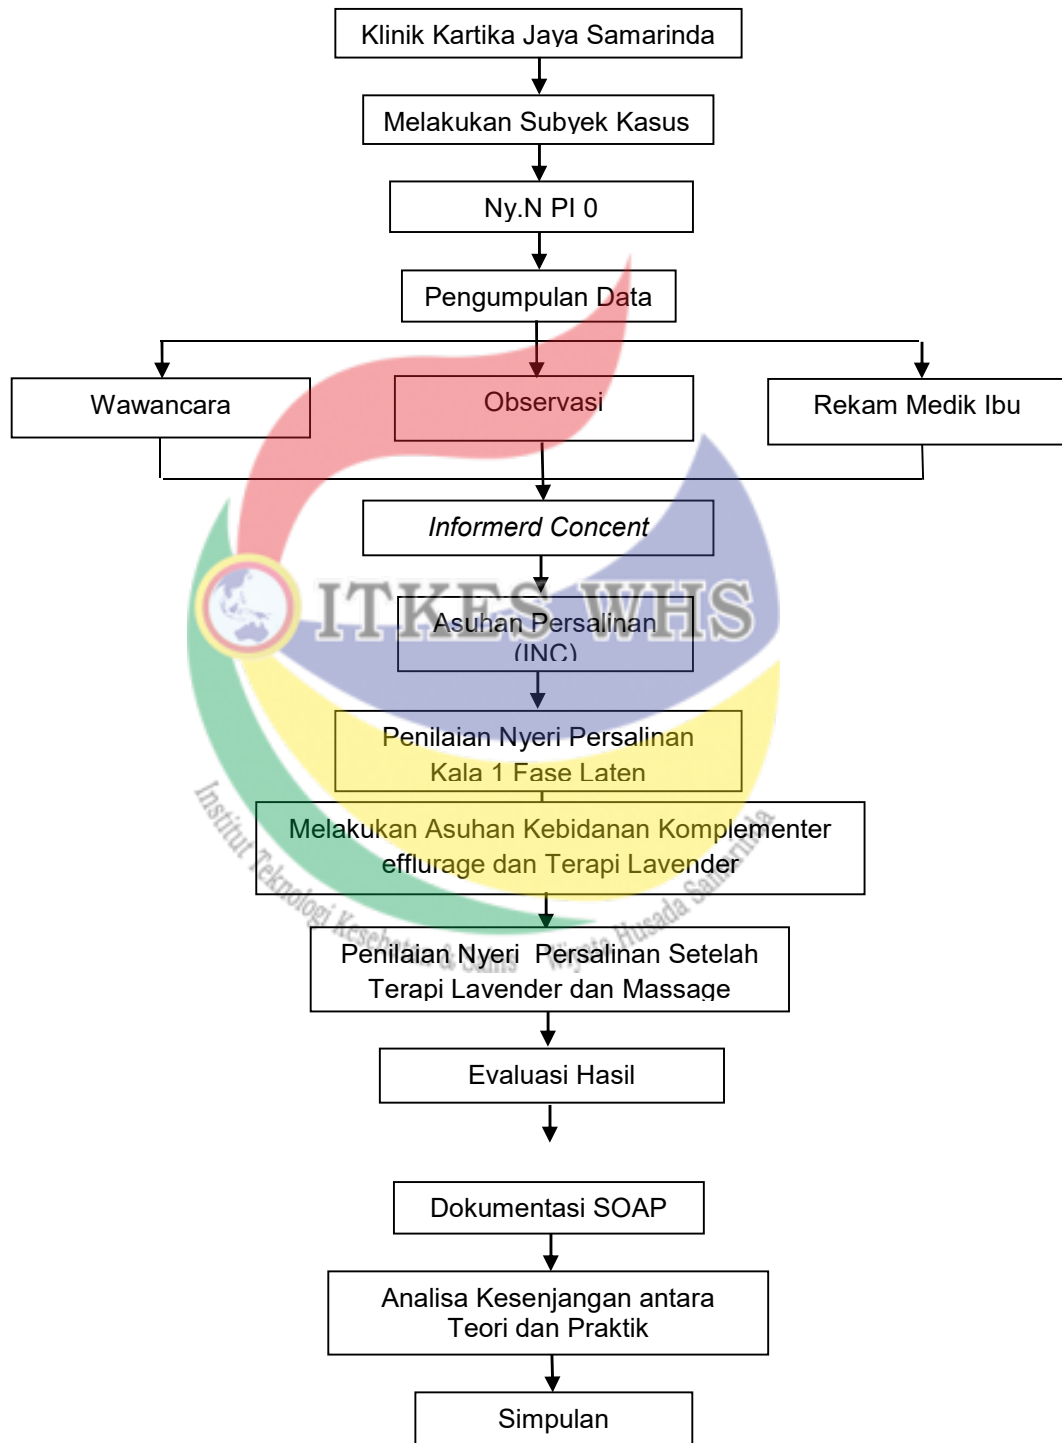 Klinik Kartika Jaya Samarinda
Melakukan Subyek Kasus
Ny.N PI 0
Pengumpulan Data
Wawancara
Observasi
Rekam Medik Ibu
Informerd Concent
ITKES WHS
Asuhan Persalinan
(INC)
Penilaian Nyeri Persalinan
Kala 1 Fase Laten
Melakukan Asuhan Kebidanan Komplementer
efflurage dan Terapi Lavender
Institut Teknologi Kesehatan & Sains Wiyata Husada Samarinda
Penilaian Nyeri Persalinan Setelah
Terapi Lavender dan Massage
Evaluasi Hasil
Dokumentasi SOAP
Analisa Kesenjangan antara
Teori dan Praktik
Simpulan